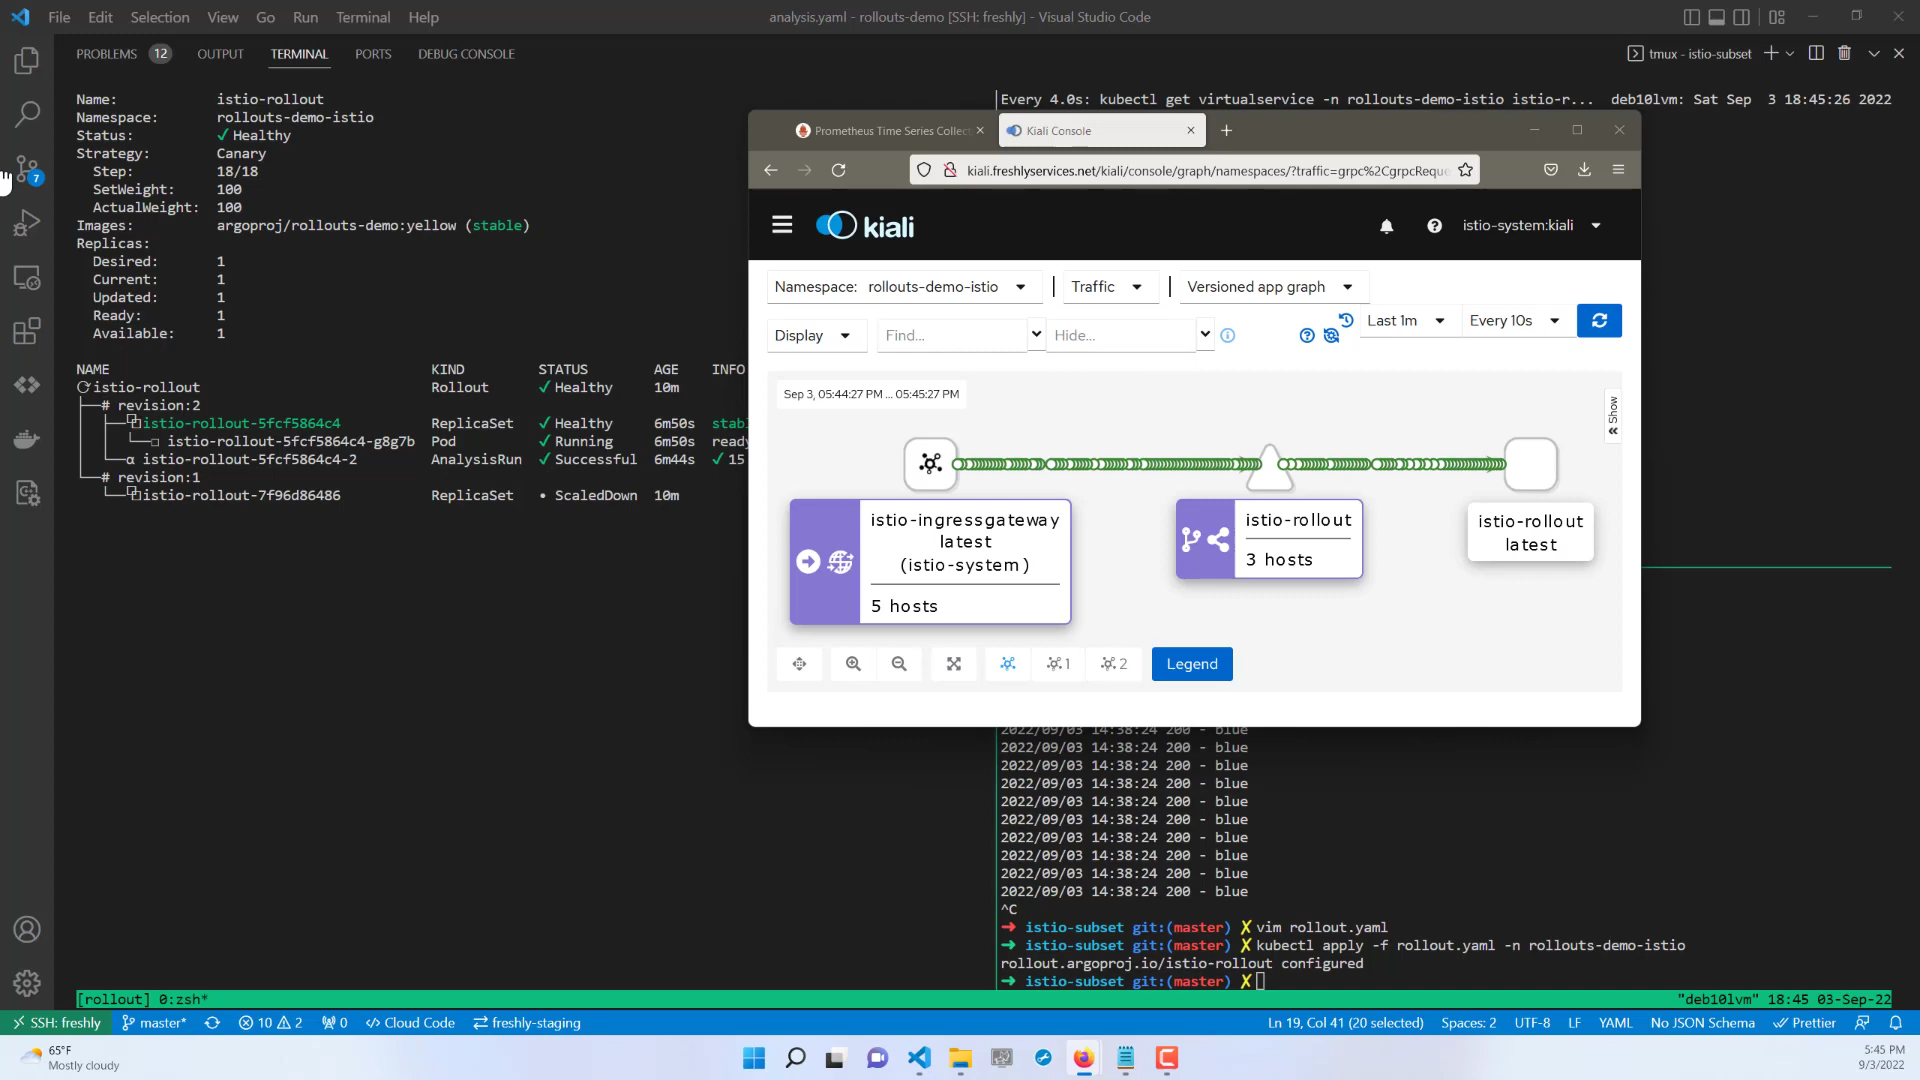 File Edit Selection View Go Run Terminal Help
analysis.yaml - rollouts-demo [SSH: freshly] - Visual Studio Code
PROBLEMS 12 OUTPUT TERMINAL PORTS DEBUG CONSOLE
tmux - istio-subset
7
Name: istio-rollout
Namespace: rollouts-demo-istio
Status: ✓ Healthy
Strategy: Canary
Step: 18/18
SetWeight: 100
ActualWeight: 100
Images: argoproj/rollouts-demo:yellow (stable)
Replicas:
Desired: 1
Current: 1
Updated: 1
Ready: 1
Available: 1
NAME KIND STATUS AGE INFO
istio-rollout Rollout ✓ Healthy 10m
# revision:2
istio-rollout-5fcf5864c4 ReplicaSet ✓ Healthy 6m50s stabl
istio-rollout-5fcf5864c4-g8g7b Pod ✓ Running 6m50s ready
α istio-rollout-5fcf5864c4-2 AnalysisRun ✓ Successful 6m44s ✓ 15
# revision:1
istio-rollout-7f96d86486 ReplicaSet • ScaledDown 10m
Every 4.0s: kubectl get virtualservice -n rollouts-demo-istio istio-r... deb10lvm: Sat Sep 3 18:45:26 2022
Prometheus Time Series Collect
Kiali Console
kiali.freshlyservices.net/kiali/console/graph/namespaces/?traffic=grpc%2CgrpcReque
kiali
istio-system:kiali
Namespace: rollouts-demo-istio
Traffic
Versioned app graph
Display
Find...
Hide...
Last 1m
Every 10s
Sep 3, 05:44:27 PM ... 05:45:27 PM
Show
istio-ingressgateway
latest
(istio-system)
5 hosts
istio-rollout
3 hosts
istio-rollout
latest
1
2
Legend
2022/09/03 14:38:24 200 - blue
2022/09/03 14:38:24 200 - blue
2022/09/03 14:38:24 200 - blue
2022/09/03 14:38:24 200 - blue
2022/09/03 14:38:24 200 - blue
2022/09/03 14:38:24 200 - blue
2022/09/03 14:38:24 200 - blue
2022/09/03 14:38:24 200 - blue
2022/09/03 14:38:24 200 - blue
2022/09/03 14:38:24 200 - blue
^C
➜ istio-subset git:(master) ✗ vim rollout.yaml
➜ istio-subset git:(master) ✗ kubectl apply -f rollout.yaml -n rollouts-demo-istio
rollout.argoproj.io/istio-rollout configured
➜ istio-subset git:(master) ✗
[rollout] 0:zsh* "deb10lvm" 18:45 03-Sep-22
SSH: freshly master* 10 2 0 Cloud Code freshly-staging
Ln 19, Col 41 (20 selected) Spaces: 2 UTF-8 LF YAML No JSON Schema Prettier
65°F
Mostly cloudy
5:45 PM
9/3/2022